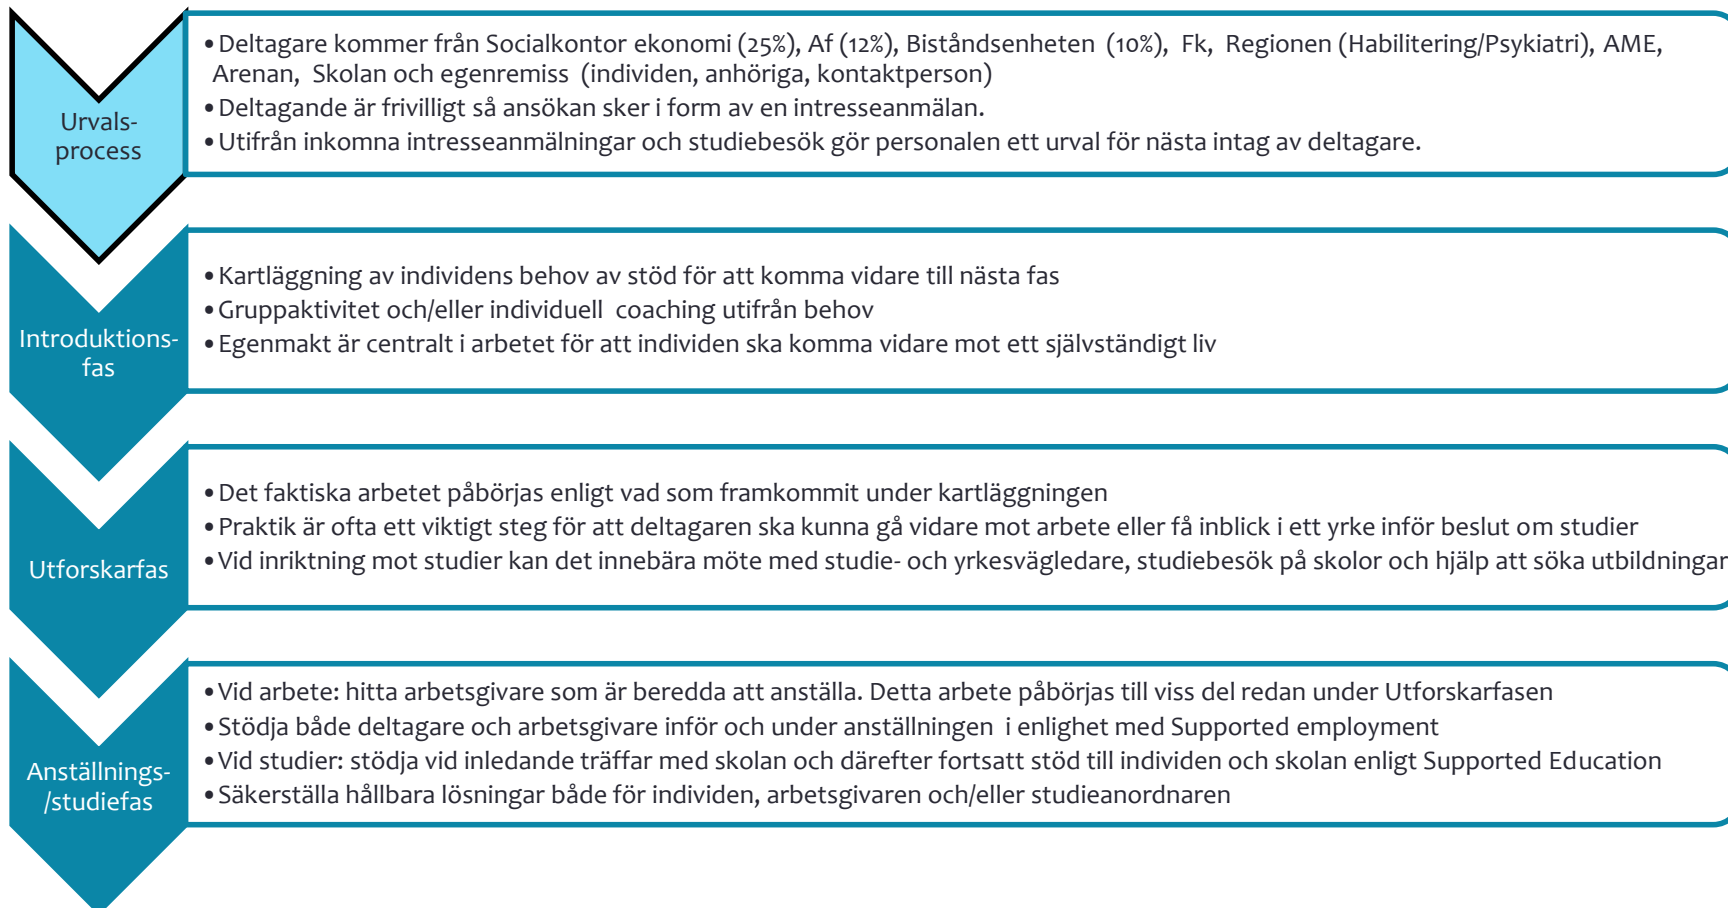 Urvals-
process
• Deltagare kommer från Socialkontor ekonomi (25%), Af (12%), Biståndsenheten (10%), Fk, Regionen (Habilitering/Psykiatri), AME,
Arenan, Skolan och egenremiss (individen, anhöriga, kontaktperson)
• Deltagande är frivilligt så ansökan sker i form av en intresseanmälan.
• Utifrån inkomna intresseanmälningar och studiebesök gör personalen ett urval för nästa intag av deltagare.
Introduktions-
fas
• Kartläggning av individens behov av stöd för att komma vidare till nästa fas
• Gruppaktivitet och/eller individuell coaching utifrån behov
• Egenmakt är centralt i arbetet för att individen ska komma vidare mot ett självständigt liv
Utforskarfas
• Det faktiska arbetet påbörjas enligt vad som framkommit under kartläggningen
• Praktik är ofta ett viktigt steg för att deltagaren ska kunna gå vidare mot arbete eller få inblick i ett yrke inför beslut om studier
• Vid inriktning mot studier kan det innebära möte med studie- och yrkesvägledare, studiebesök på skolor och hjälp att söka utbildningar
Anställnings-
/studiefas
• Vid arbete: hitta arbetsgivare som är beredda att anställa. Detta arbete påbörjas till viss del redan under Utforskarfasen
• Stödja både deltagare och arbetsgivare inför och under anställningen i enlighet med Supported employment
• Vid studier: stödja vid inledande träffar med skolan och därefter fortsatt stöd till individen och skolan enligt Supported Education
• Säkerställa hållbara lösningar både för individen, arbetsgivaren och/eller studieanordnaren